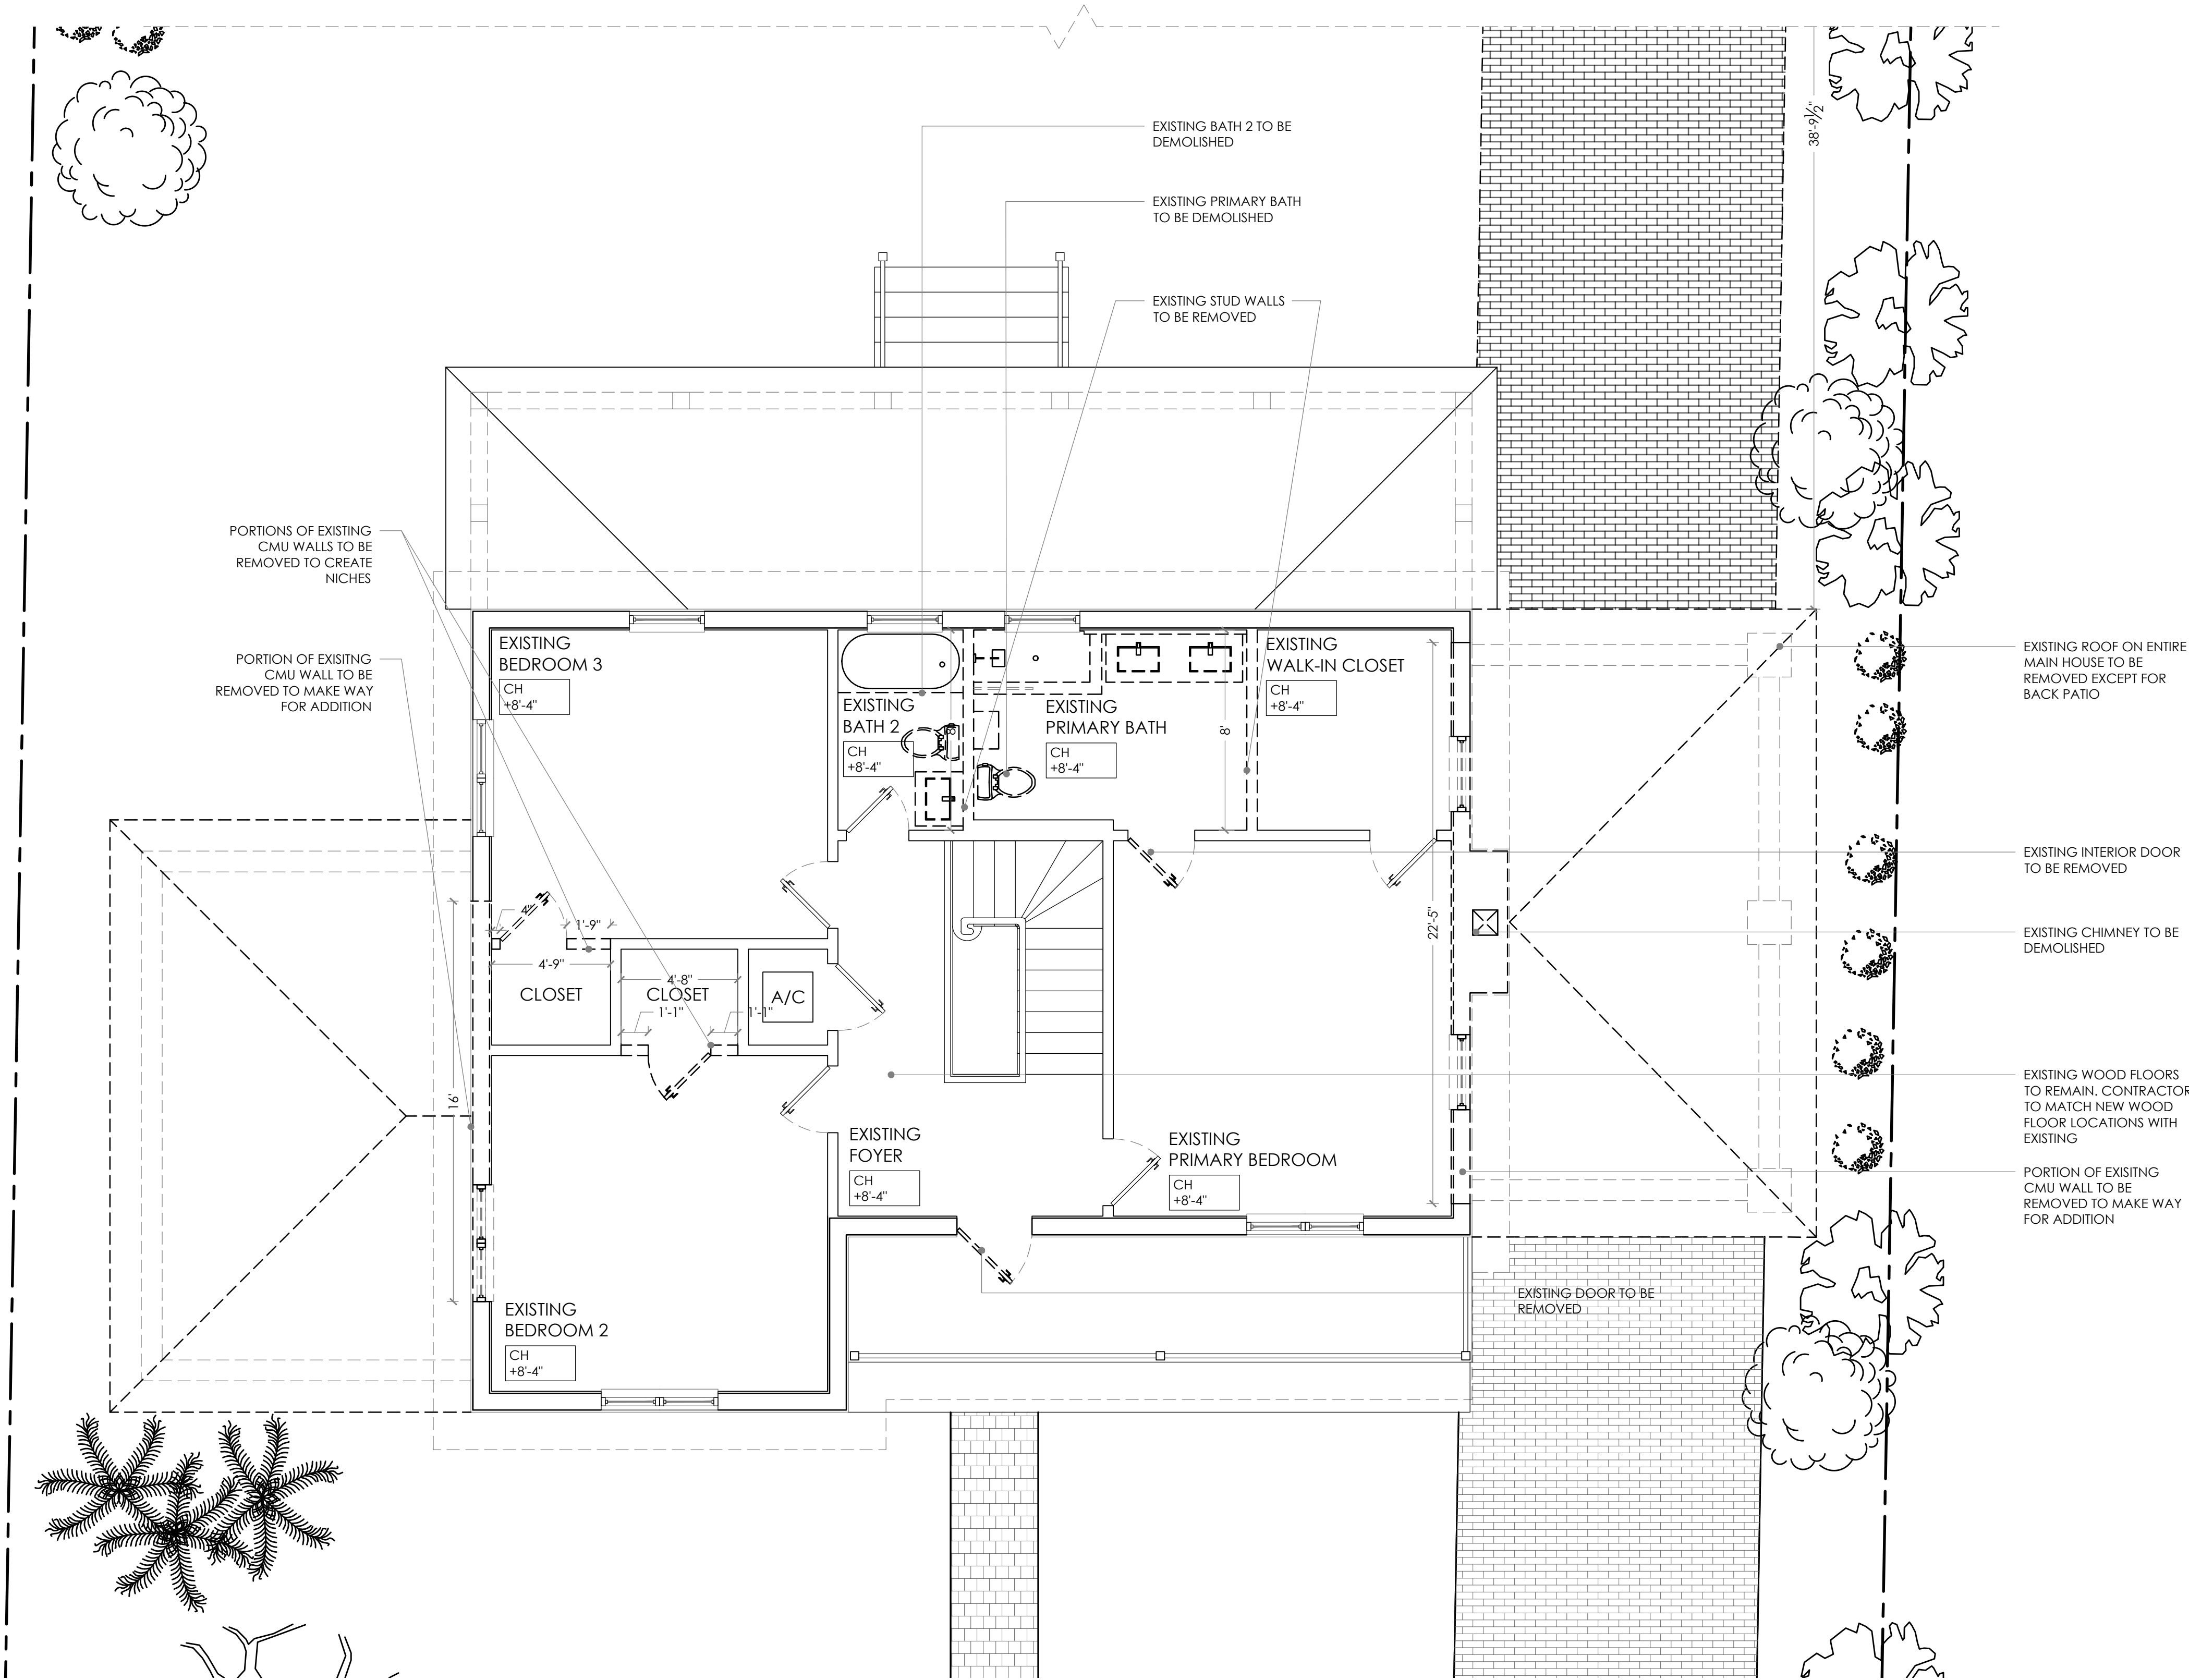 38'-9½"
EXISTING BATH 2 TO BE
DEMOLISHED
EXISTING PRIMARY BATH
TO BE DEMOLISHED
EXISTING STUD WALLS
TO BE REMOVED
PORTIONS OF EXISTING
CMU WALLS TO BE
REMOVED TO CREATE
NICHES
PORTION OF EXISITNG
CMU WALL TO BE
REMOVED TO MAKE WAY
FOR ADDITION
EXISTING
BEDROOM 3
CH
+8'-4"
EXISTING
BATH 2
CH
+8'-4"
8'
EXISTING
PRIMARY BATH
CH
+8'-4"
8'
EXISTING
WALK-IN CLOSET
CH
+8'-4"
EXISTING ROOF ON ENTIRE
MAIN HOUSE TO BE
REMOVED EXCEPT FOR
BACK PATIO
EXISTING INTERIOR DOOR
TO BE REMOVED
EXISTING CHIMNEY TO BE
DEMOLISHED
4"
1'-9"
4'-9"
CLOSET
4'-8"
CLOSET
1'-1"
1'-1"
A/C
22'-5"
16'
EXISTING WOOD FLOORS
TO REMAIN. CONTRACTOR
TO MATCH NEW WOOD
FLOOR LOCATIONS WITH
EXISTING
EXISTING
FOYER
CH
+8'-4"
EXISTING
PRIMARY BEDROOM
CH
+8'-4"
PORTION OF EXISITNG
CMU WALL TO BE
REMOVED TO MAKE WAY
FOR ADDITION
EXISTING DOOR TO BE
REMOVED
EXISTING
BEDROOM 2
CH
+8'-4"